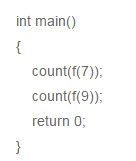 int main()
{
count(f(7));
count(f(9));
return 0;
}